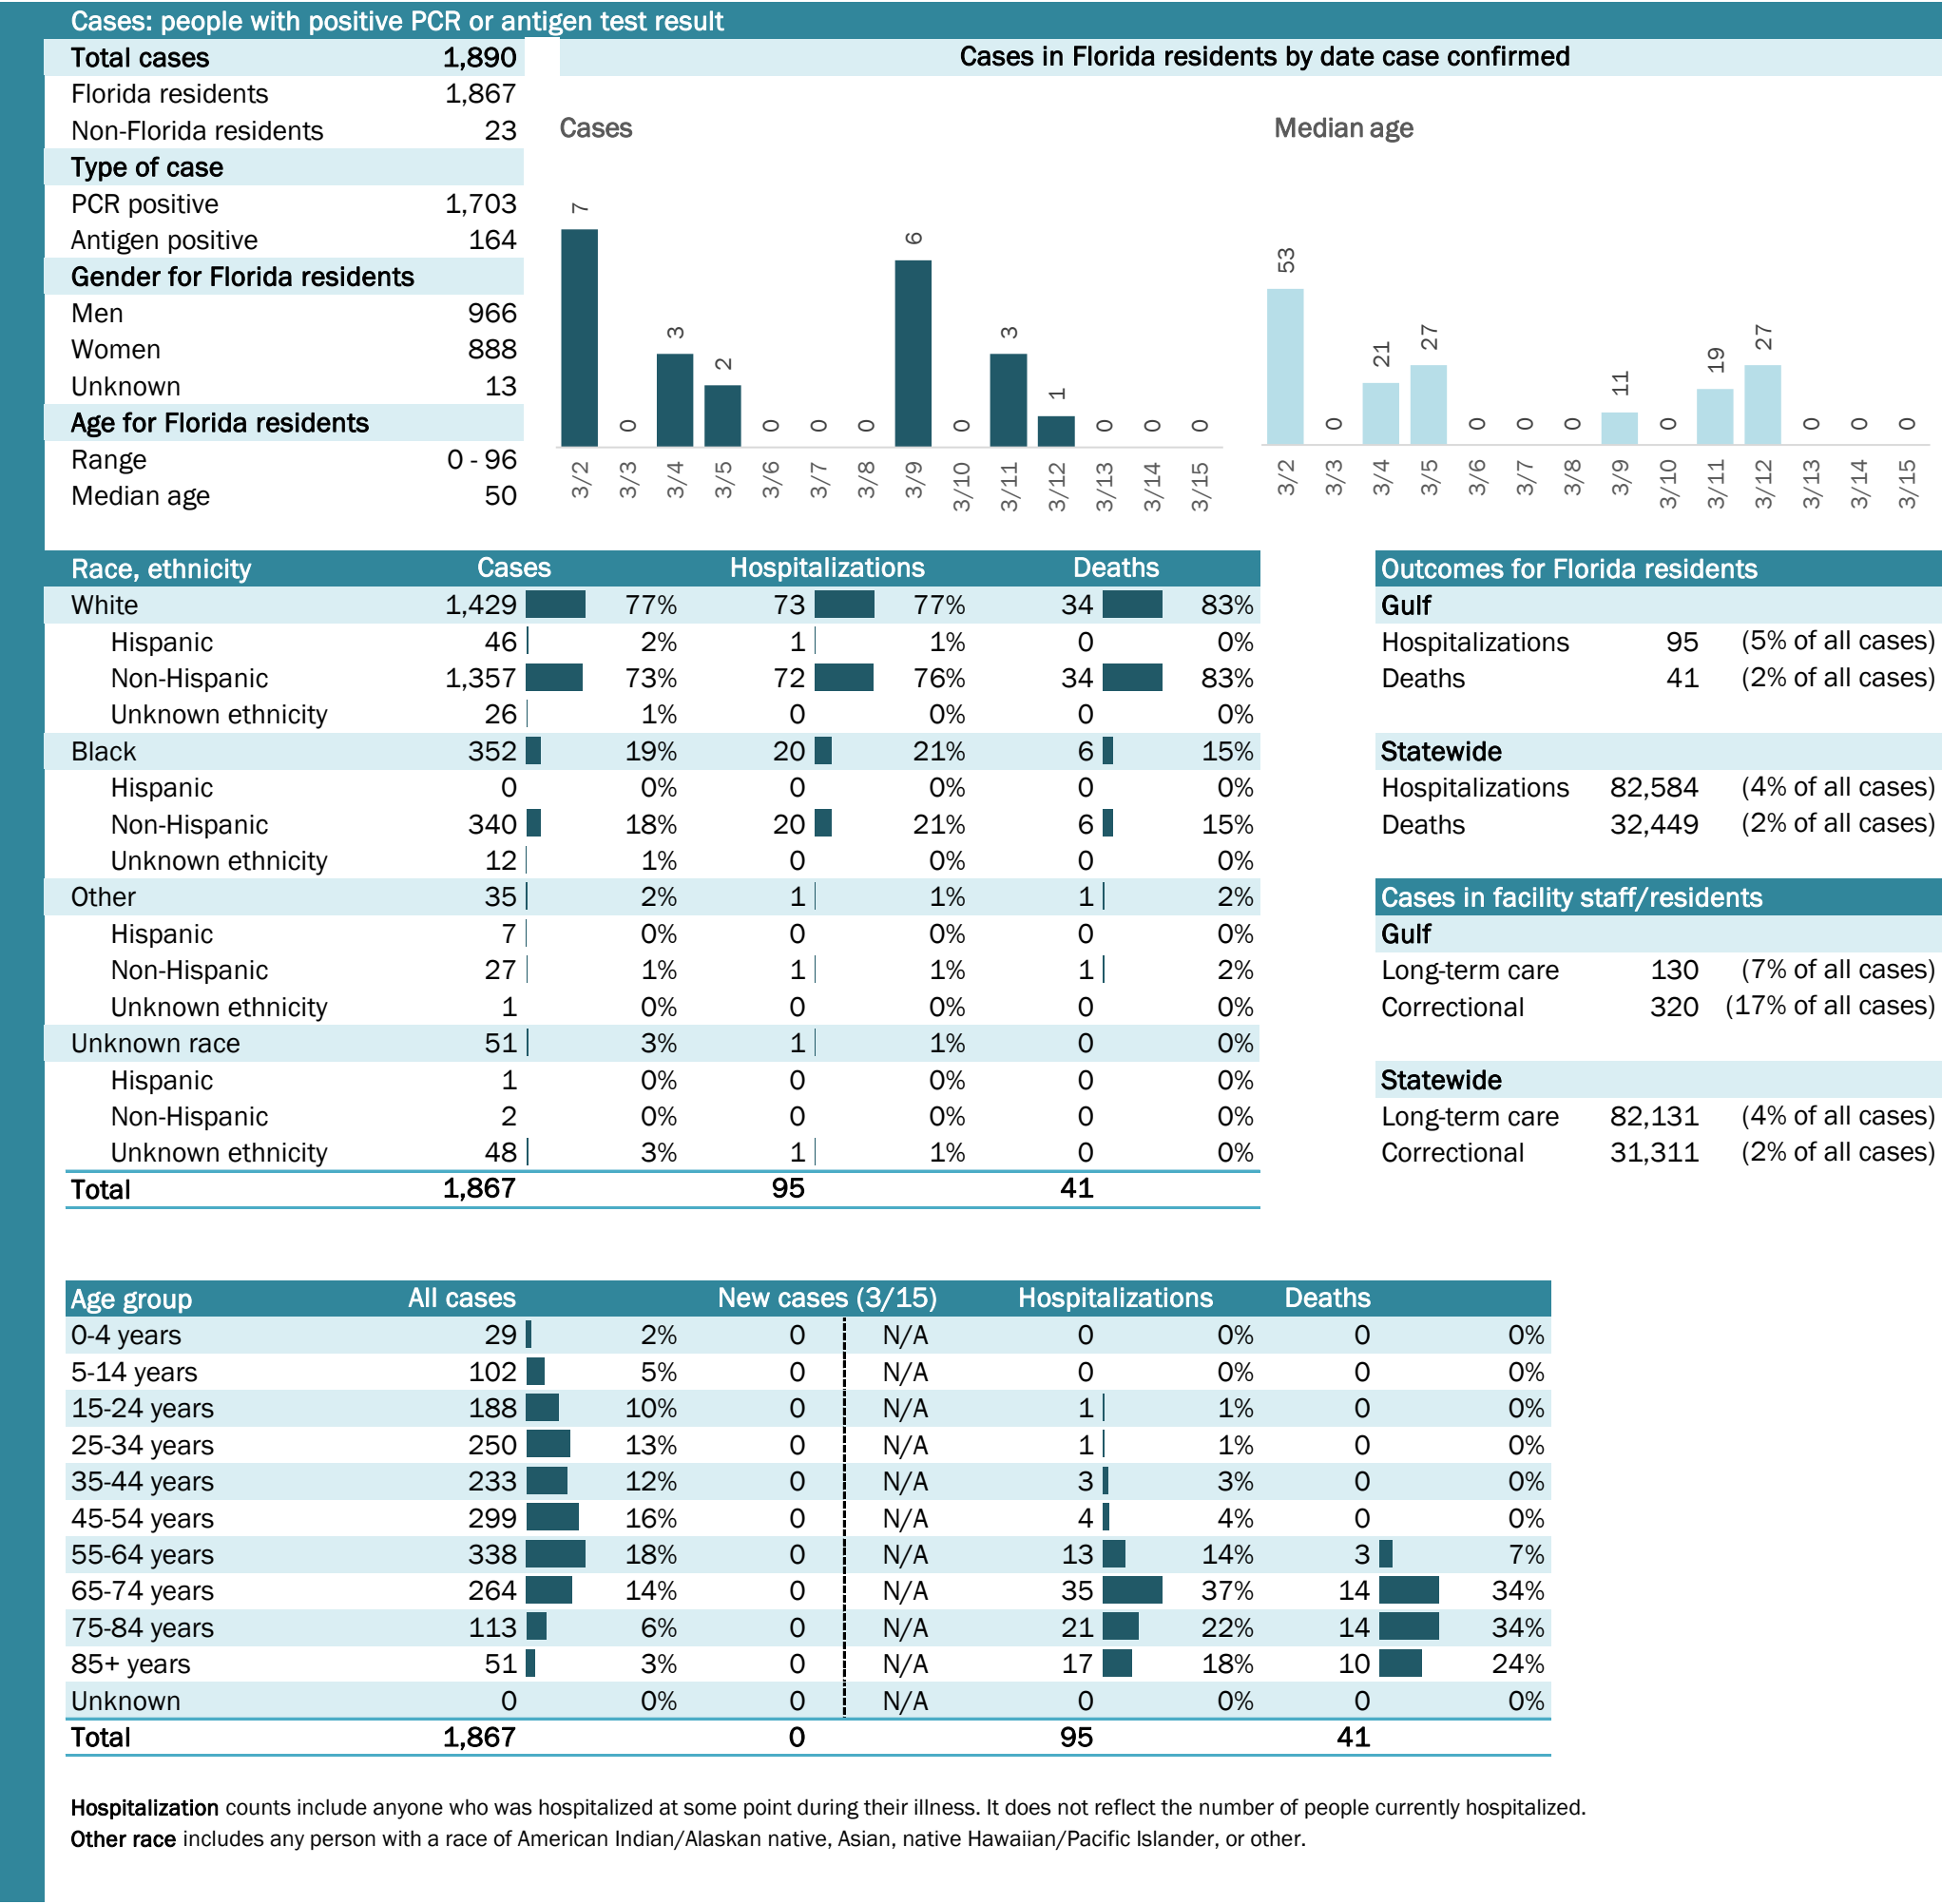 Cases: people with positive PCR or antigen test result
Total cases 1,890
Florida residents 1,867
Non-Florida residents 23
Type of case
PCR positive 1,703
Antigen positive 164
Gender for Florida residents
Men 966
Women 888
Unknown 13
Age for Florida residents
Range 0 - 96
Median age 50
Cases in Florida residents by date case confirmed
Cases
7 0 3 2 0 0 0 6 0 3 1 0 0 0
3/2 3/3 3/4 3/5 3/6 3/7 3/8 3/9 3/10 3/11 3/12 3/13 3/14 3/15
Median age
53 0 21 27 0 0 0 11 0 19 27 0 0 0
3/2 3/3 3/4 3/5 3/6 3/7 3/8 3/9 3/10 3/11 3/12 3/13 3/14 3/15
Race, ethnicity Cases Hospitalizations Deaths
White 1,429 77% 73 77% 34 83%
Hispanic 46 2% 1 1% 0 0%
Non-Hispanic 1,357 73% 72 76% 34 83%
Unknown ethnicity 26 1% 0 0% 0 0%
Black 352 19% 20 21% 6 15%
Hispanic 0 0% 0 0% 0 0%
Non-Hispanic 340 18% 20 21% 6 15%
Unknown ethnicity 12 1% 0 0% 0 0%
Other 35 2% 1 1% 1 2%
Hispanic 7 0% 0 0% 0 0%
Non-Hispanic 27 1% 1 1% 1 2%
Unknown ethnicity 1 0% 0 0% 0 0%
Unknown race 51 3% 1 1% 0 0%
Hispanic 1 0% 0 0% 0 0%
Non-Hispanic 2 0% 0 0% 0 0%
Unknown ethnicity 48 3% 1 1% 0 0%
Total 1,867 95 41
Outcomes for Florida residents
Gulf
Hospitalizations 95 (5% of all cases)
Deaths 41 (2% of all cases)
Statewide
Hospitalizations 82,584 (4% of all cases)
Deaths 32,449 (2% of all cases)
Cases in facility staff/residents
Gulf
Long-term care 130 (7% of all cases)
Correctional 320 (17% of all cases)
Statewide
Long-term care 82,131 (4% of all cases)
Correctional 31,311 (2% of all cases)
Age group All cases New cases (3/15) Hospitalizations Deaths
0-4 years 29 2% 0 N/A 0 0% 0 0%
5-14 years 102 5% 0 N/A 0 0% 0 0%
15-24 years 188 10% 0 N/A 1 1% 0 0%
25-34 years 250 13% 0 N/A 1 1% 0 0%
35-44 years 233 12% 0 N/A 3 3% 0 0%
45-54 years 299 16% 0 N/A 4 4% 0 0%
55-64 years 338 18% 0 N/A 13 14% 3 7%
65-74 years 264 14% 0 N/A 35 37% 14 34%
75-84 years 113 6% 0 N/A 21 22% 14 34%
85+ years 51 3% 0 N/A 17 18% 10 24%
Unknown 0 0% 0 N/A 0 0% 0 0%
Total 1,867 0 95 41
Hospitalization counts include anyone who was hospitalized at some point during their illness. It does not reflect the number of people currently hospitalized.
Other race includes any person with a race of American Indian/Alaskan native, Asian, native Hawaiian/Pacific Islander, or other.